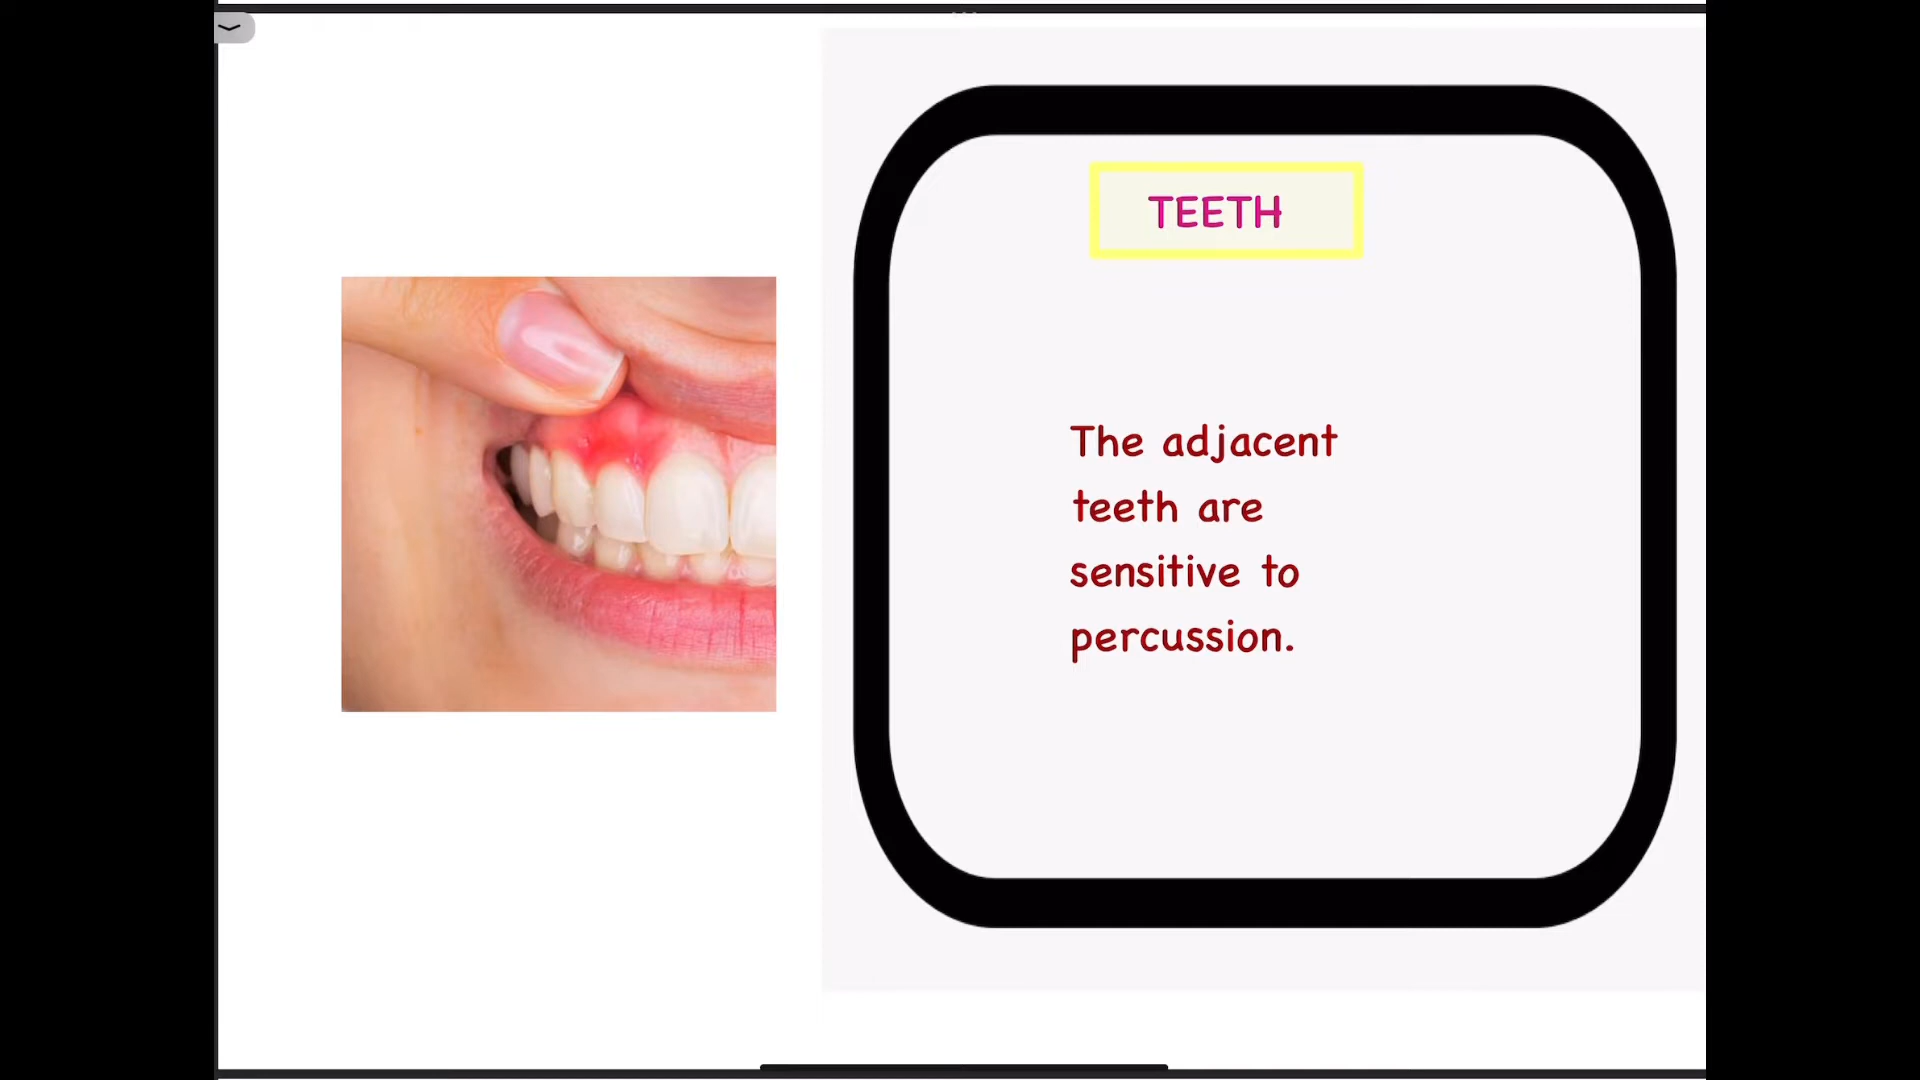 TEETH
The adjacent
teeth are
sensitive to
percussion.